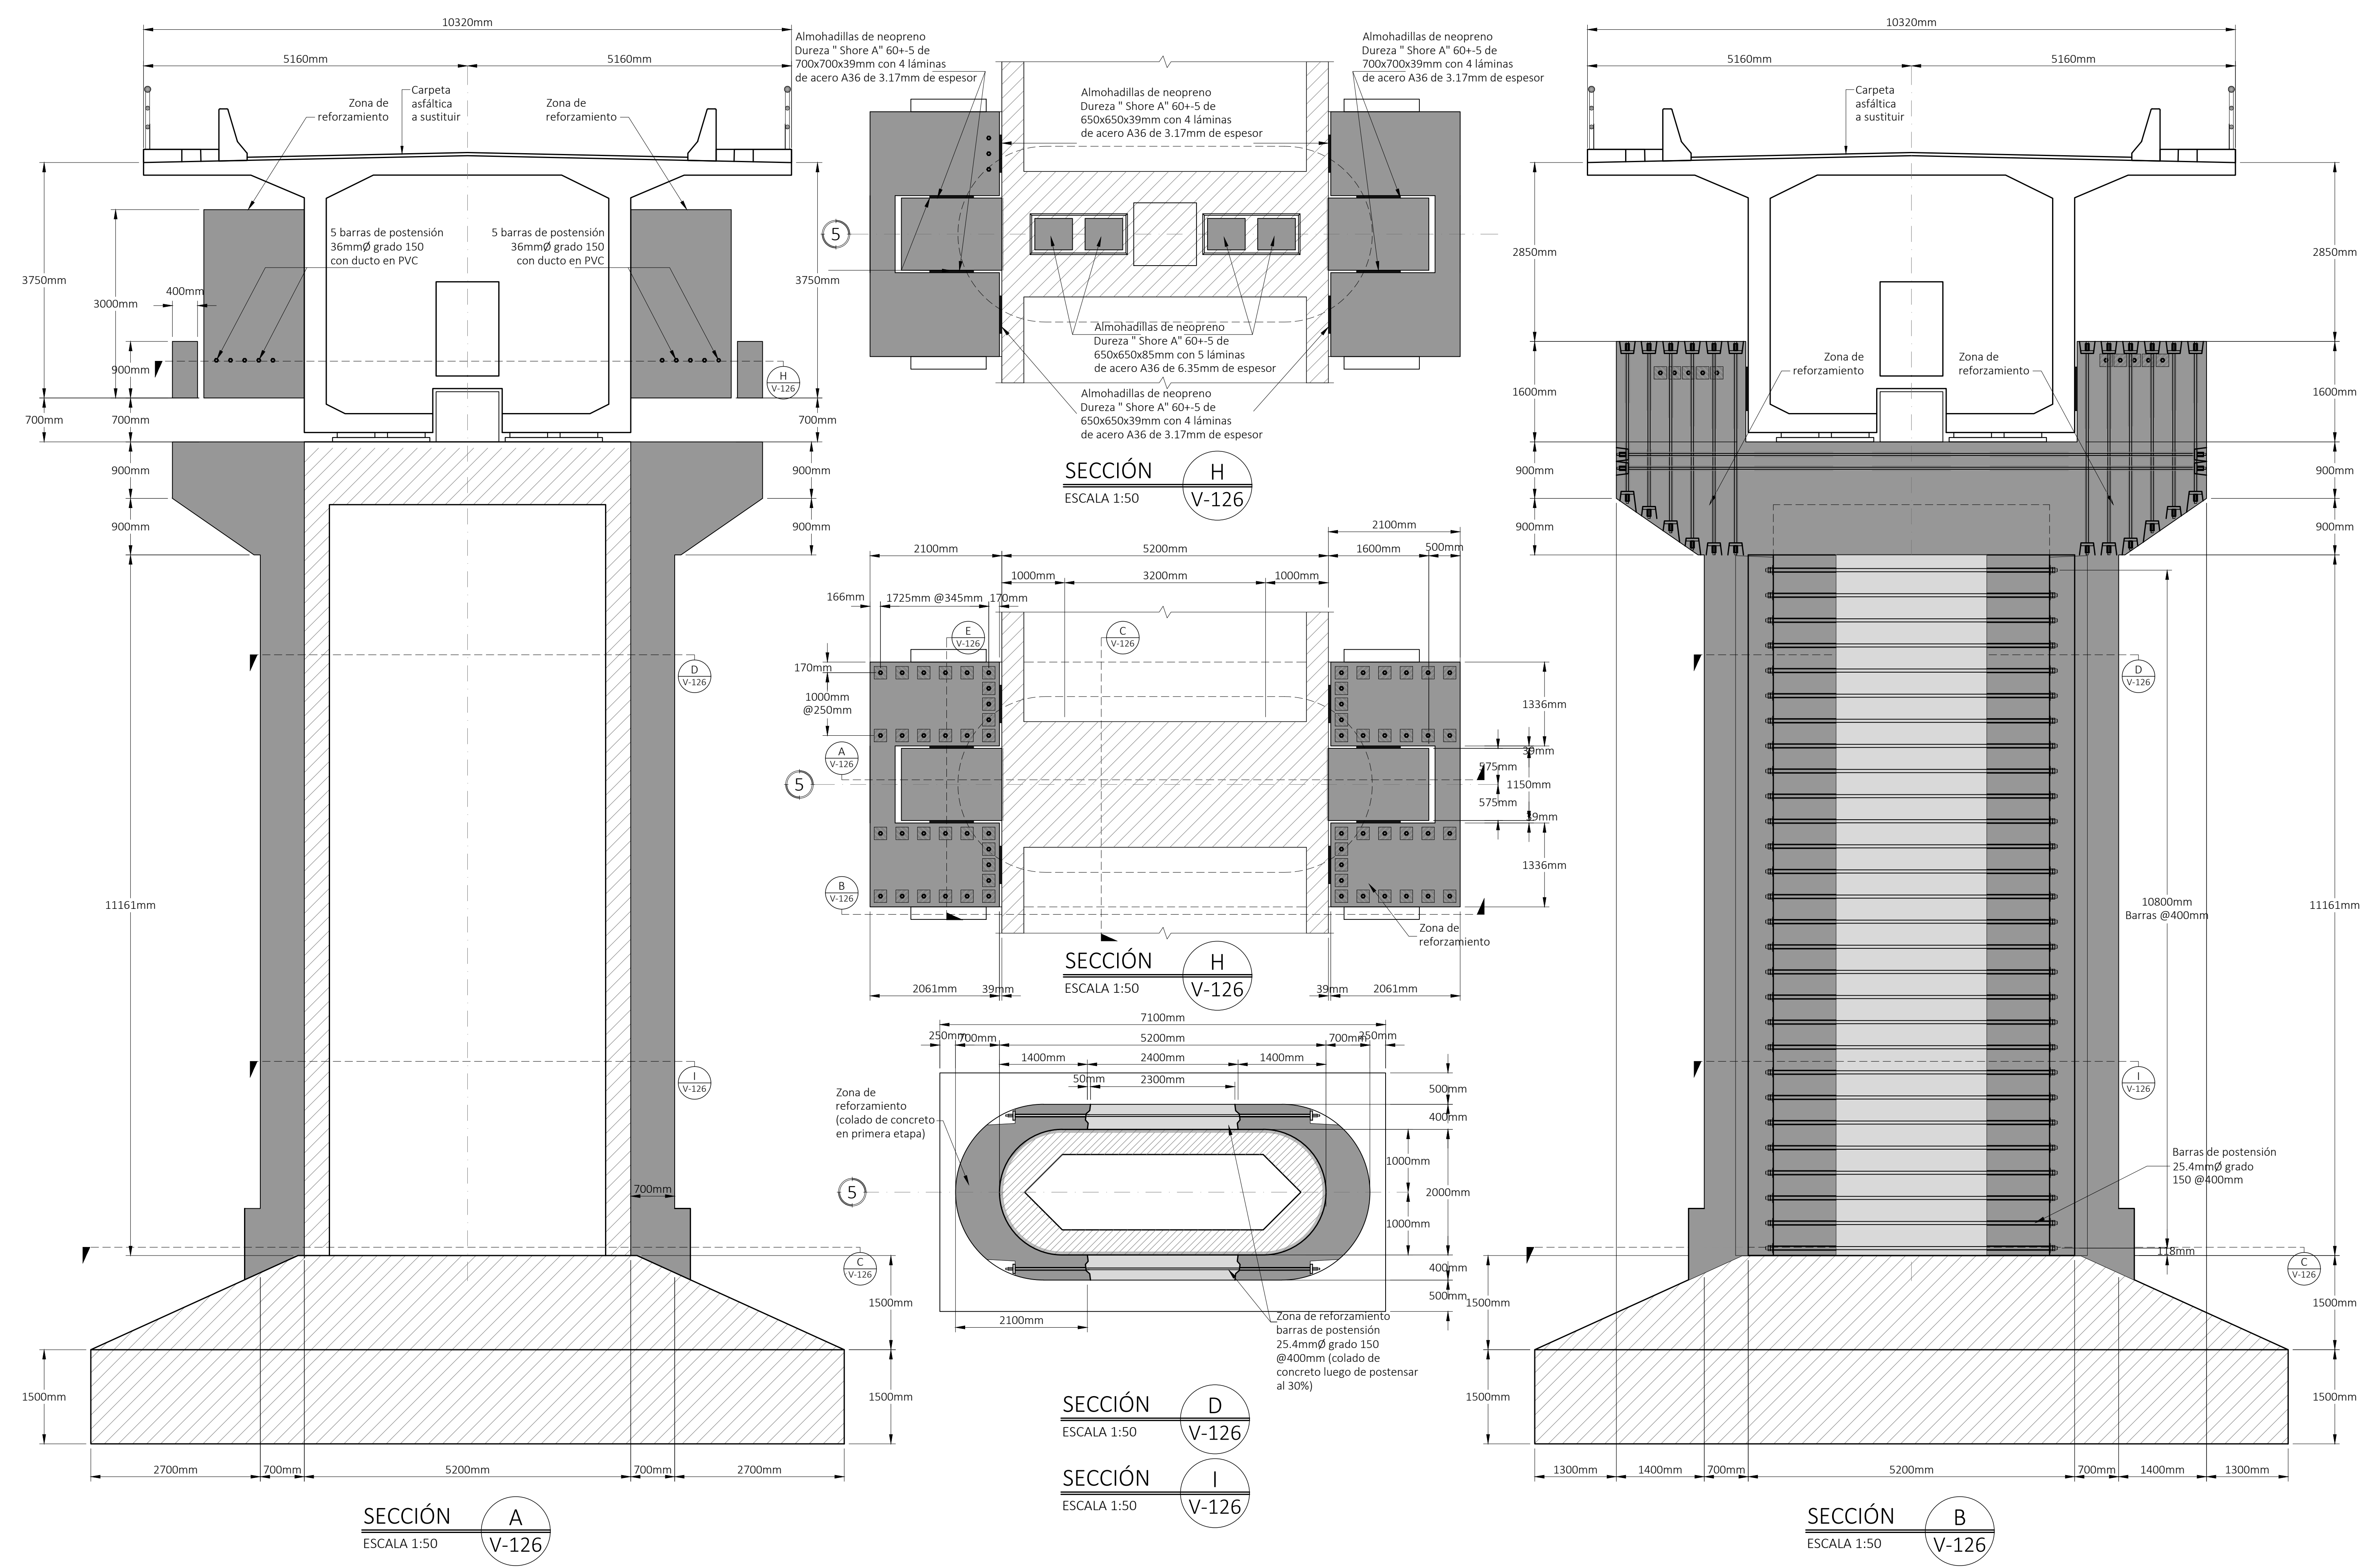 10320mm
5160mm
5160mm
Zona de
reforzamiento
Carpeta
asfáltica
a sustituir
Zona de
reforzamiento
5 barras de postensión
36mmØ grado 150
con ducto en PVC
5 barras de postensión
36mmØ grado 150
con ducto en PVC
3750mm
3000mm
400mm
900mm
3750mm
H
V-126
700mm
700mm
700mm
900mm
900mm
900mm
900mm
11161mm
D
V-126
I
V-126
700mm
C
V-126
1500mm
1500mm
1500mm
2700mm
700mm
5200mm
700mm
2700mm
SECCIÓN
ESCALA 1:50
A
V-126
Almohadillas de neopreno
Dureza " Shore A" 60+-5 de
700x700x39mm con 4 láminas
de acero A36 de 3.17mm de espesor
Almohadillas de neopreno
Dureza " Shore A" 60+-5 de
700x700x39mm con 4 láminas
de acero A36 de 3.17mm de espesor
Almohadillas de neopreno
Dureza " Shore A" 60+-5 de
650x650x39mm con 4 láminas
de acero A36 de 3.17mm de espesor
5
Almohadillas de neopreno
Dureza " Shore A" 60+-5 de
650x650x85mm con 5 láminas
de acero A36 de 6.35mm de espesor
Almohadillas de neopreno
Dureza " Shore A" 60+-5 de
650x650x39mm con 4 láminas
de acero A36 de 3.17mm de espesor
SECCIÓN
ESCALA 1:50
H
V-126
2100mm
2100mm
5200mm
1600mm
500mm
1000mm
3200mm
1000mm
166mm
1725mm @345mm
170mm
E
V-126
C
V-126
170mm
1000mm
@250mm
A
V-126
5
B
V-126
1336mm
39mm
575mm
1150mm
575mm
39mm
1336mm
Zona de
reforzamiento
2061mm
39mm
39mm
2061mm
SECCIÓN
ESCALA 1:50
H
V-126
7100mm
250mm
700mm
5200mm
700mm
250mm
1400mm
2400mm
1400mm
50mm
2300mm
Zona de
reforzamiento
(colado de concreto
en primera etapa)
5
500mm
400mm
1000mm
2000mm
1000mm
400mm
500mm
2100mm
Zona de reforzamiento
barras de postensión
25.4mmØ grado 150
@400mm (colado de
concreto luego de postensar
al 30%)
SECCIÓN
ESCALA 1:50
D
V-126
SECCIÓN
ESCALA 1:50
I
V-126
10320mm
5160mm
5160mm
Carpeta
asfáltica
a sustituir
2850mm
2850mm
Zona de
reforzamiento
Zona de
reforzamiento
1600mm
1600mm
900mm
900mm
900mm
900mm
D
V-126
10800mm
Barras @400mm
11161mm
I
V-126
Barras de postensión
25.4mmØ grado
150 @400mm
118mm
C
V-126
1500mm
1500mm
1500mm
1500mm
1300mm
1400mm
700mm
5200mm
700mm
1400mm
1300mm
SECCIÓN
ESCALA 1:50
B
V-126